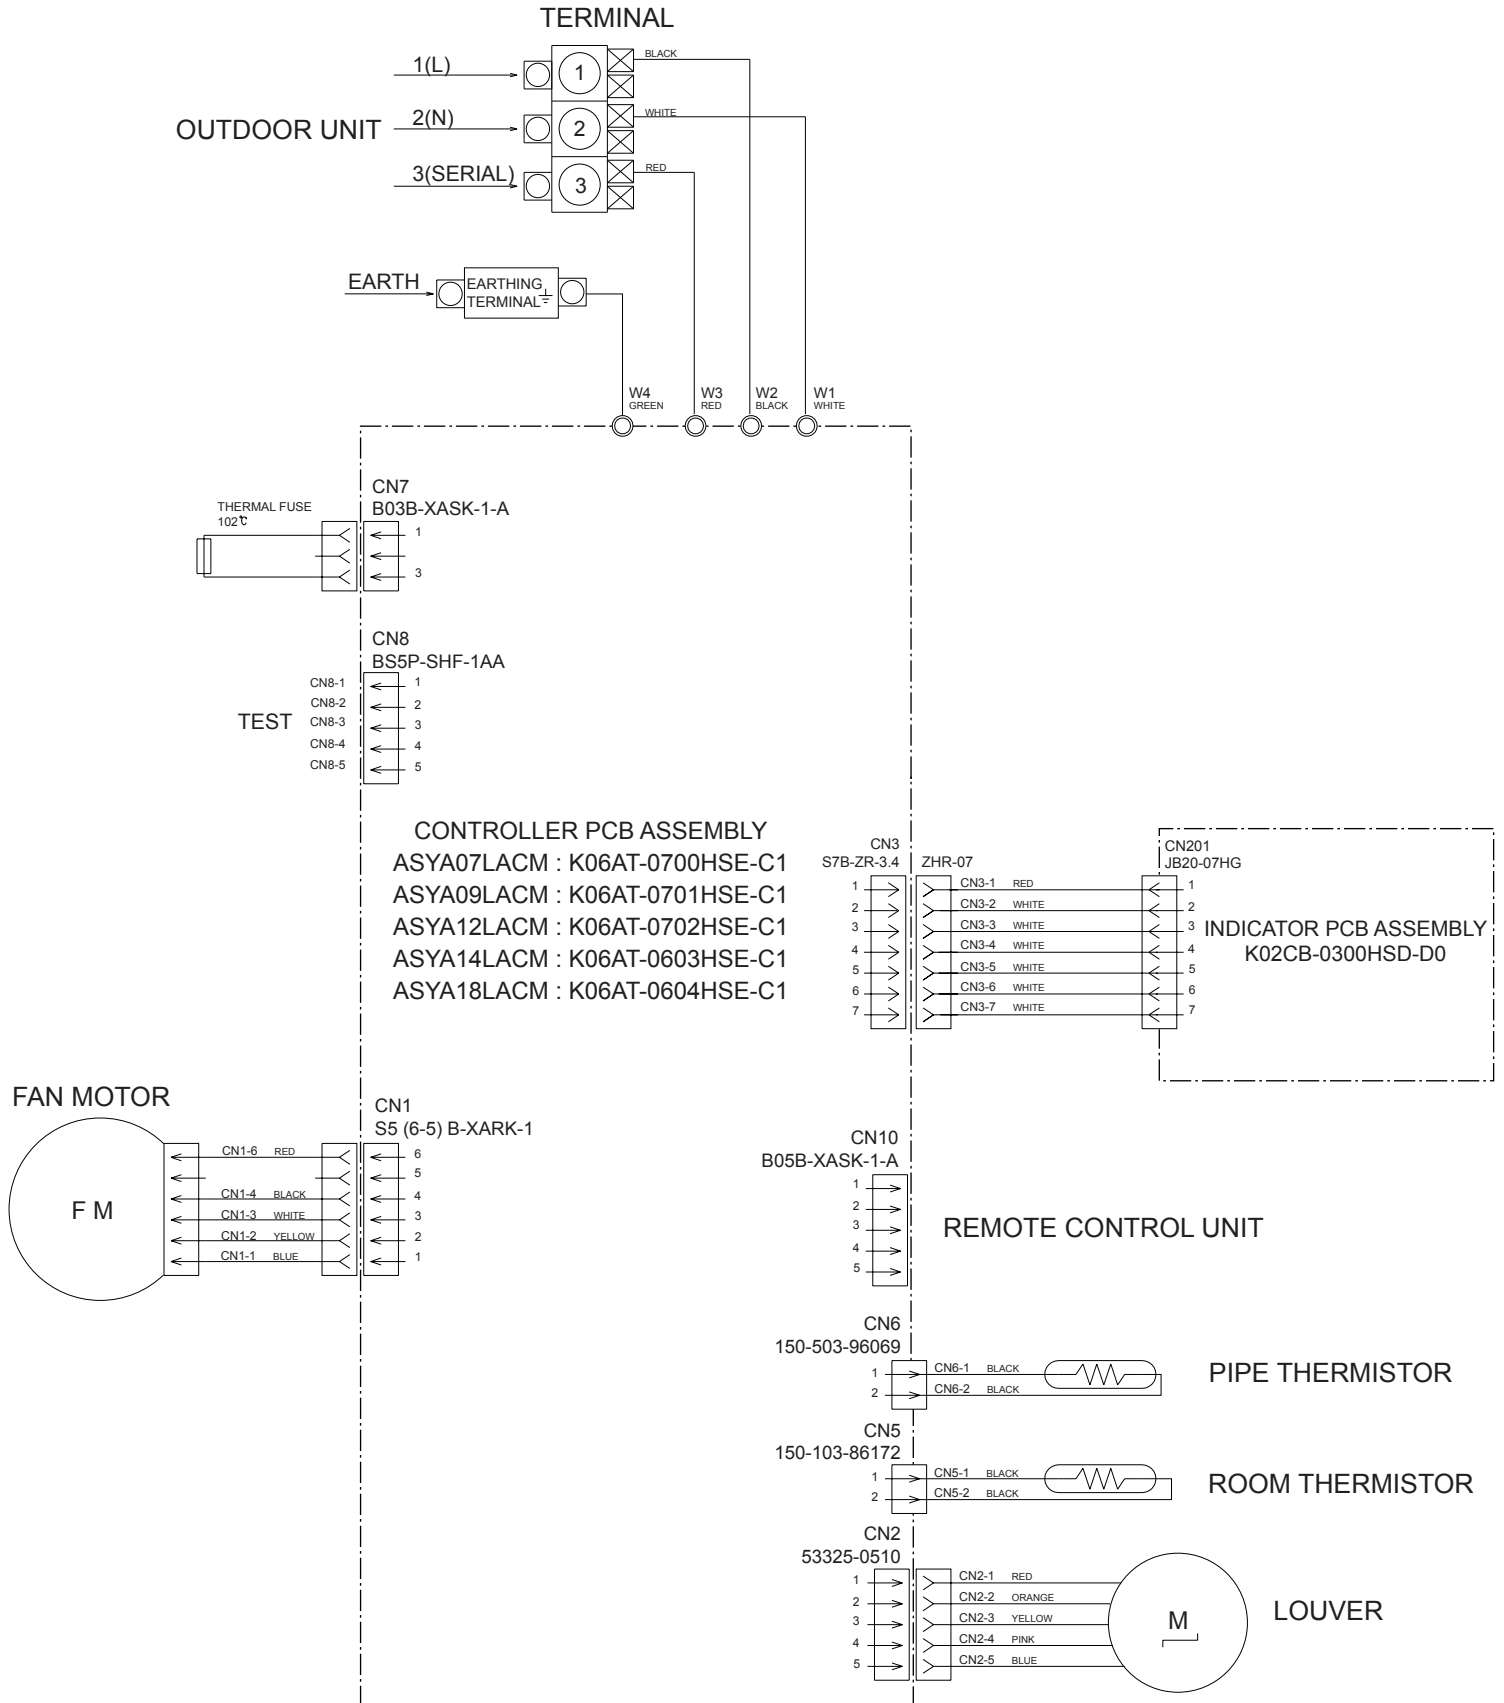 TERMINAL
BLACK
1(L)
1
WHITE
OUTDOOR UNIT
2(N)
2
RED
3(SERIAL)
3
EARTH
EARTHING
TERMINAL
W4
GREEN
W3
RED
W2
BLACK
W1
WHITE
CN7
B03B-XASK-1-A
THERMAL FUSE
102℃
1
3
CN8
BS5P-SHF-1AA
TEST
CN8-1 1
CN8-2 2
CN8-3 3
CN8-4 4
CN8-5 5
CONTROLLER PCB ASSEMBLY
ASYA07LACM : K06AT-0700HSE-C1
ASYA09LACM : K06AT-0701HSE-C1
ASYA12LACM : K06AT-0702HSE-C1
ASYA14LACM : K06AT-0603HSE-C1
ASYA18LACM : K06AT-0604HSE-C1
CN3
S7B-ZR-3.4
ZHR-07
CN201
JB20-07HG
1 CN3-1 RED 1
2 CN3-2 WHITE 2
3 CN3-3 WHITE 3
4 CN3-4 WHITE 4
5 CN3-5 WHITE 5
6 CN3-6 WHITE 6
7 CN3-7 WHITE 7
INDICATOR PCB ASSEMBLY
K02CB-0300HSD-D0
FAN MOTOR
F M
CN1
S5 (6-5) B-XARK-1
CN1-6 RED 6
5
CN1-4 BLACK 4
CN1-3 WHITE 3
CN1-2 YELLOW 2
CN1-1 BLUE 1
CN10
B05B-XASK-1-A
1
2
3
4
5
REMOTE CONTROL UNIT
CN6
150-503-96069
1 CN6-1 BLACK
2 CN6-2 BLACK
PIPE THERMISTOR
CN5
150-103-86172
1 CN5-1 BLACK
2 CN5-2 BLACK
ROOM THERMISTOR
CN2
53325-0510
1 CN2-1 RED
2 CN2-2 ORANGE
3 CN2-3 YELLOW
4 CN2-4 PINK
5 CN2-5 BLUE
M
LOUVER